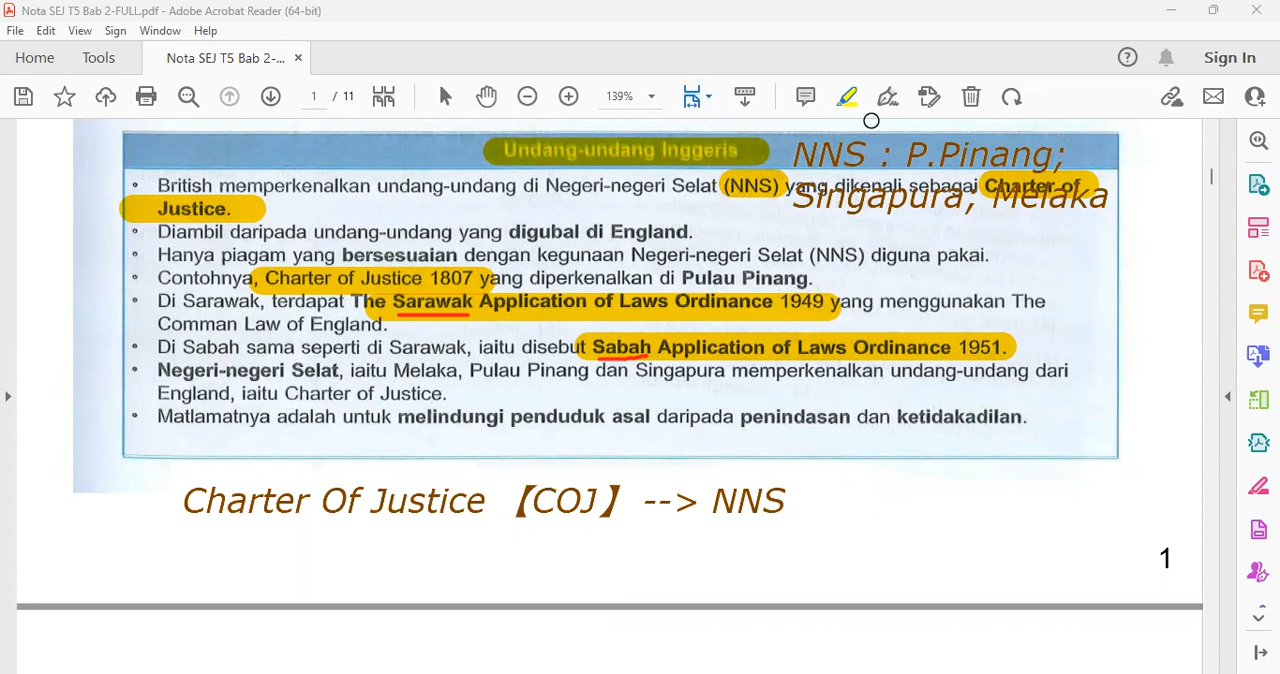 Nota SEJ T5 Bab 2-FULL.pdf - Adobe Acrobat Reader (64-bit)
File Edit View Sign Window Help
Home Tools Nota SEJ T5 Bab 2-... × Sign In
1 / 11 139%
Undang-undang Inggeris
NNS : P.Pinang;
Singapura; Melaka
• British memperkenalkan undang-undang di Negeri-negeri Selat (NNS) yang dikenali sebagai Charter of
Justice.
• Diambil daripada undang-undang yang digubal di England.
• Hanya piagam yang bersesuaian dengan kegunaan Negeri-negeri Selat (NNS) diguna pakai.
• Contohnya, Charter of Justice 1807 yang diperkenalkan di Pulau Pinang.
• Di Sarawak, terdapat The Sarawak Application of Laws Ordinance 1949 yang menggunakan The
Comman Law of England.
• Di Sabah sama seperti di Sarawak, iaitu disebut Sabah Application of Laws Ordinance 1951.
• Negeri-negeri Selat, iaitu Melaka, Pulau Pinang dan Singapura memperkenalkan undang-undang dari
England, iaitu Charter of Justice.
• Matlamatnya adalah untuk melindungi penduduk asal daripada penindasan dan ketidakadilan.
Charter Of Justice 【COJ】 --> NNS
1